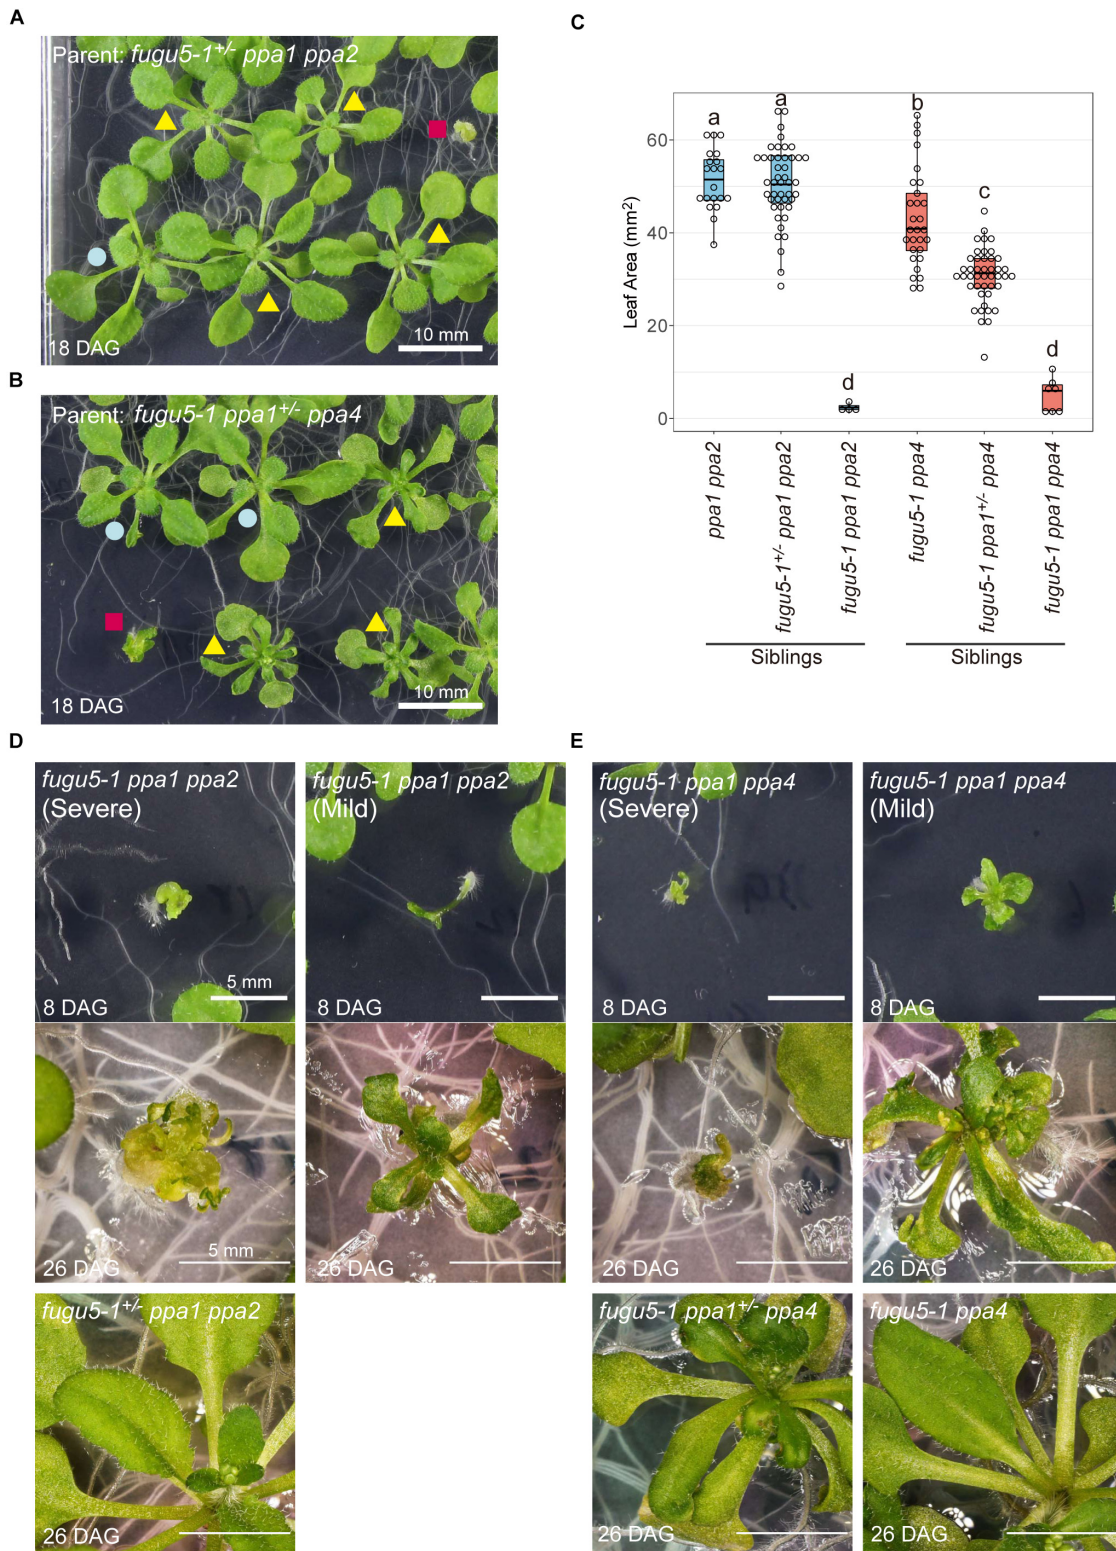 A
Parent: fugu5-1+/- ppa1 ppa2
10 mm
18 DAG
B
Parent: fugu5-1 ppa1+/- ppa4
10 mm
18 DAG
C
Leaf Area (mm2)
60
40
20
0
a
a
d
b
c
d
ppa1 ppa2
fugu5-1+/- ppa1 ppa2
fugu5-1 ppa1 ppa2
fugu5-1 ppa4
fugu5-1 ppa1+/- ppa4
fugu5-1 ppa1 ppa4
Siblings
Siblings
D
fugu5-1 ppa1 ppa2
(Severe)
5 mm
8 DAG
fugu5-1 ppa1 ppa2
(Mild)
8 DAG
5 mm
26 DAG
26 DAG
fugu5-1+/- ppa1 ppa2
26 DAG
E
fugu5-1 ppa1 ppa4
(Severe)
8 DAG
fugu5-1 ppa1 ppa4
(Mild)
8 DAG
26 DAG
26 DAG
fugu5-1 ppa1+/- ppa4
26 DAG
fugu5-1 ppa4
26 DAG